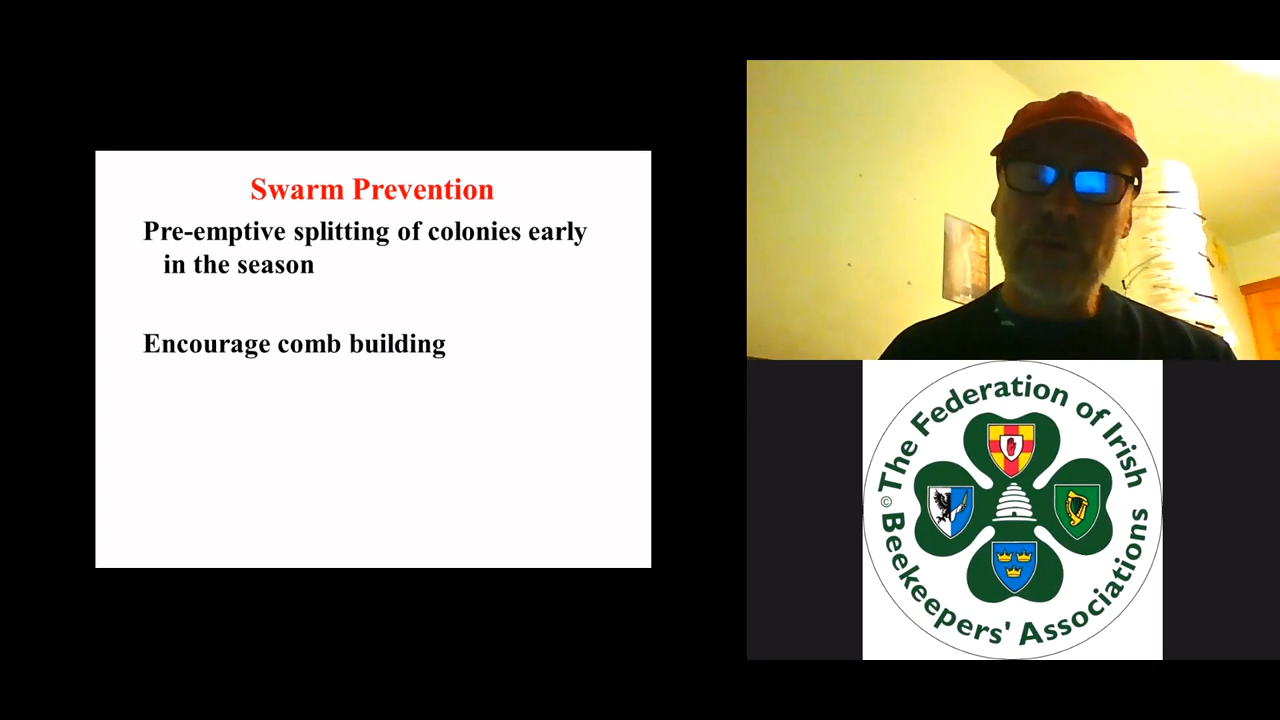 Swarm Prevention
Pre-emptive splitting of colonies early
in the season
Encourage comb building
The Federation of Irish
© Beekeepers' Associations